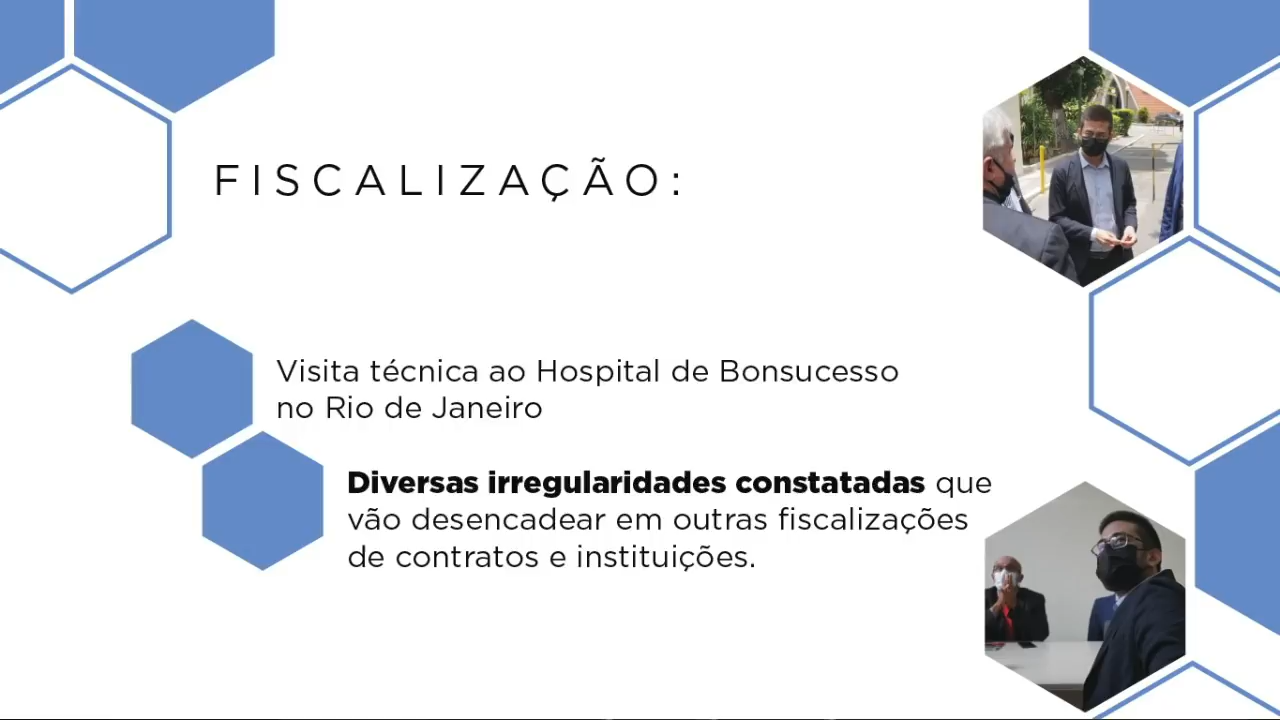 FISCALIZAÇÃO:
Visita técnica ao Hospital de Bonsucesso
no Rio de Janeiro
Diversas irregularidades constatadas que
vão desencadear em outras fiscalizações
de contratos e instituições.